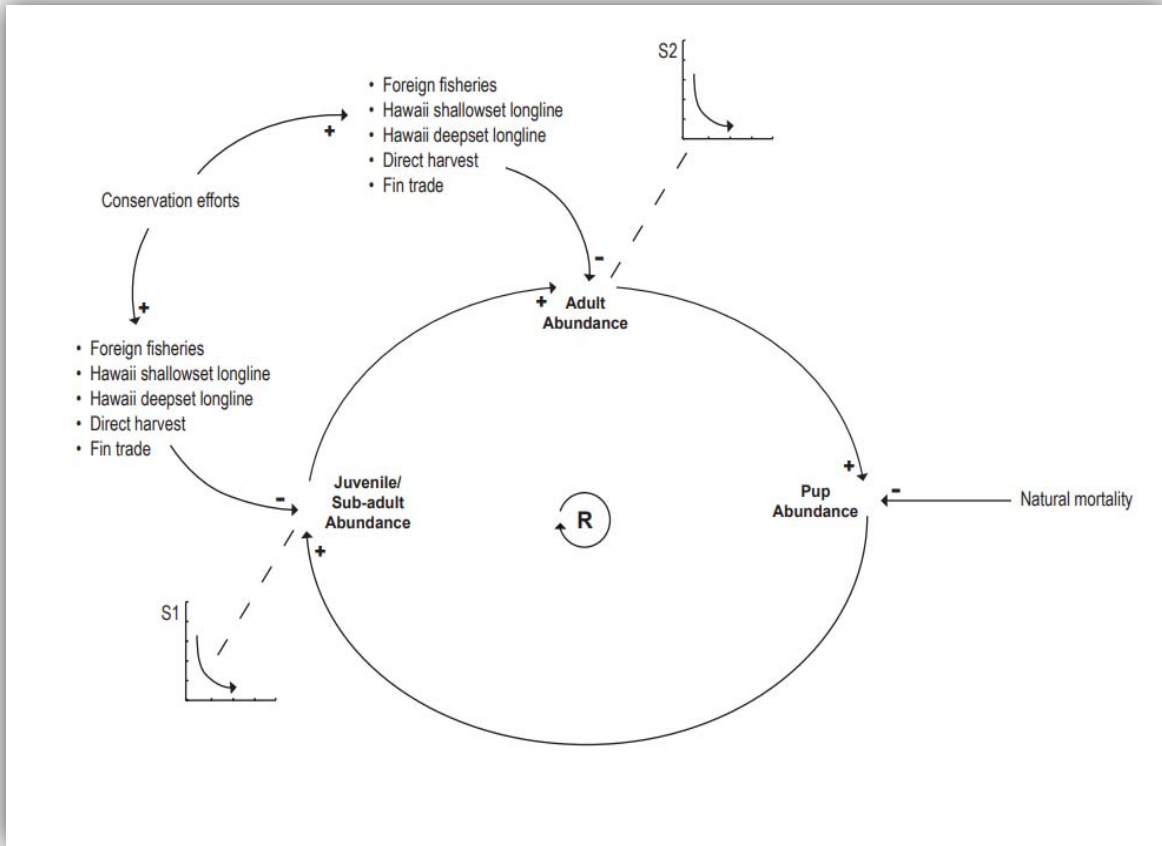 S2
• Foreign fisheries
• Hawaii shallowset longline
• Hawaii deepset longline
• Direct harvest
• Fin trade
+
Conservation efforts
-
+
+
Adult
Abundance
• Foreign fisheries
• Hawaii shallowset longline
• Hawaii deepset longline
• Direct harvest
• Fin trade
-
Juvenile/
Sub-adult
Abundance
+
R
+
Pup
Abundance
-
Natural mortality
S1